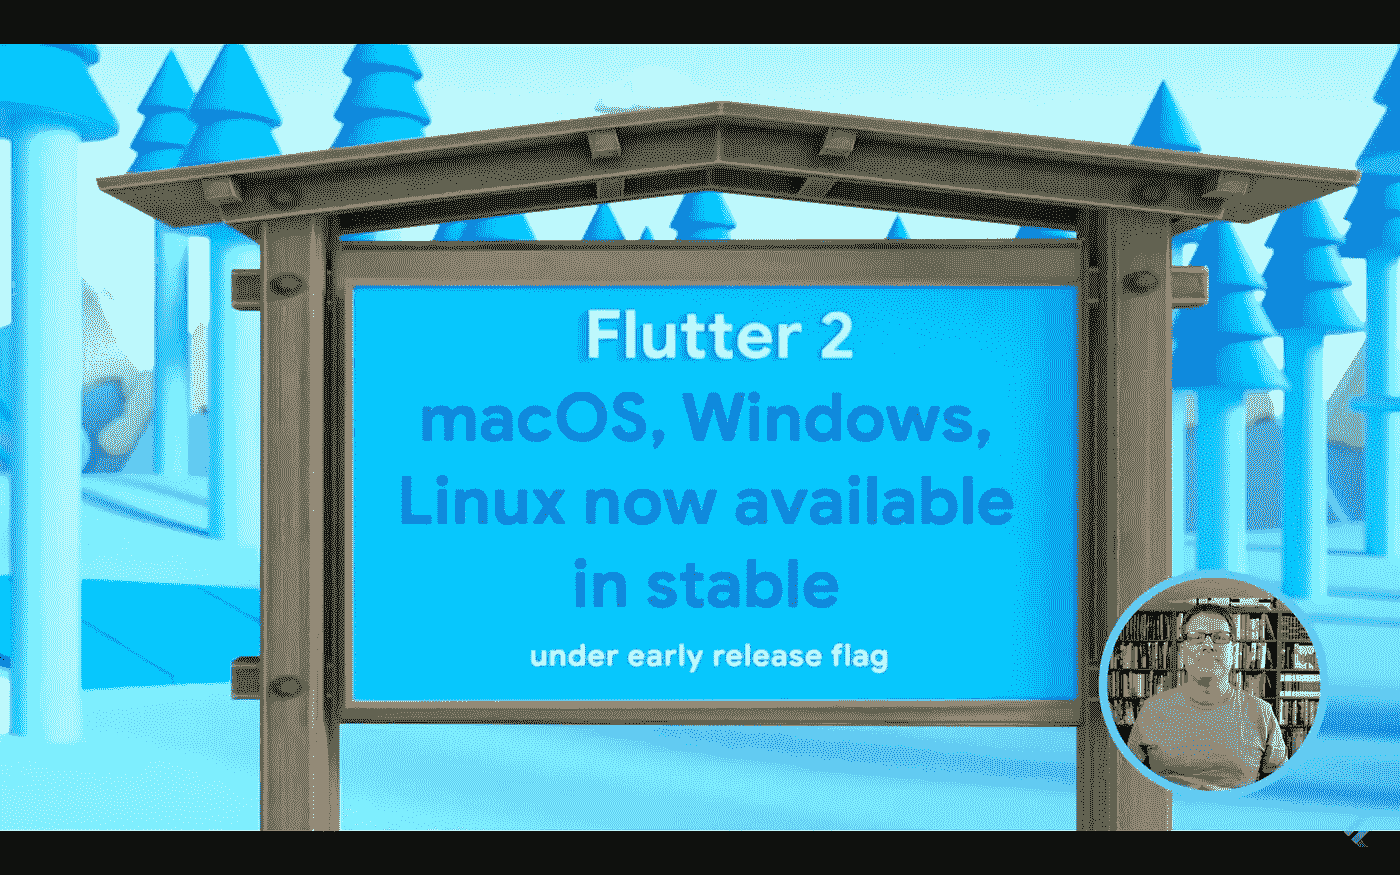 Flutter 2
macOS, Windows,
Linux now available
in stable
under early release flag